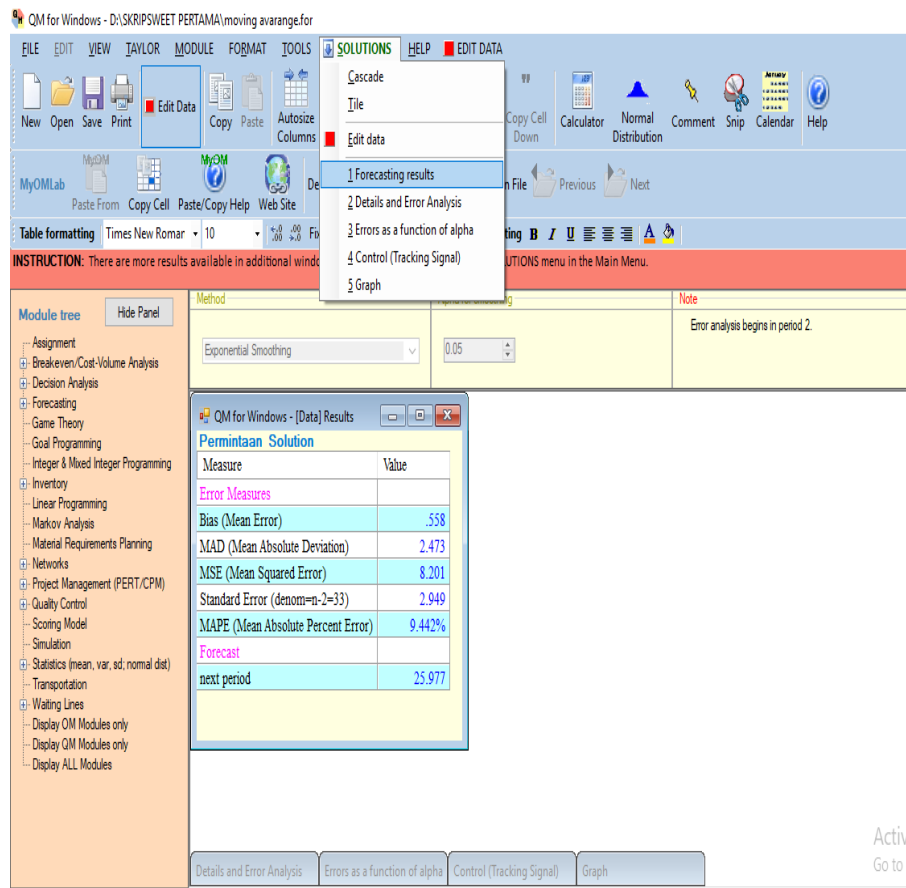 QM for Windows - D:\SKRIPSWEET PERTAMA\moving avarange.for
FILE EDIT VIEW TAYLOR MODULE FORMAT TOOLS SOLUTIONS HELP EDIT DATA
New Open Save Print Edit Data Copy Paste Autosize Columns Copy Cell Down Calculator Normal Distribution Comment Snip Calendar Help
Cascade
Tile
Edit data
1 Forecasting results
2 Details and Error Analysis
3 Errors as a function of alpha
4 Control (Tracking Signal)
5 Graph
MyOMLab Paste From Copy Cell MyOM Paste/Copy Help Web Site File Previous Next
Table formatting Times New Romar 10 B I U A
INSTRUCTION: There are more results available in additional UTIONS menu in the Main Menu.
Module tree
Hide Panel
Assignment
Breakeven/Cost-Volume Analysis
Decision Analysis
Forecasting
Game Theory
Goal Programming
Integer & Mixed Integer Programming
Inventory
Linear Programming
Markov Analysis
Material Requirements Planning
Networks
Project Management (PERT/CPM)
Quality Control
Scoring Model
Simulation
Statistics (mean, var, sd; normal dist)
Transportation
Waiting Lines
Display OM Modules only
Display QM Modules only
Display ALL Modules
Method
Exponential Smoothing
0.05
Note
Error analysis begins in period 2.
QM for Windows - [Data] Results
Permintaan Solution
Measure Value
Error Measures
Bias (Mean Error) .558
MAD (Mean Absolute Deviation) 2.473
MSE (Mean Squared Error) 8.201
Standard Error (denom=n-2=33) 2.949
MAPE (Mean Absolute Percent Error) 9.442%
Forecast
next period 25.977
Activ
Go to
Details and Error Analysis Errors as a function of alpha Control (Tracking Signal) Graph